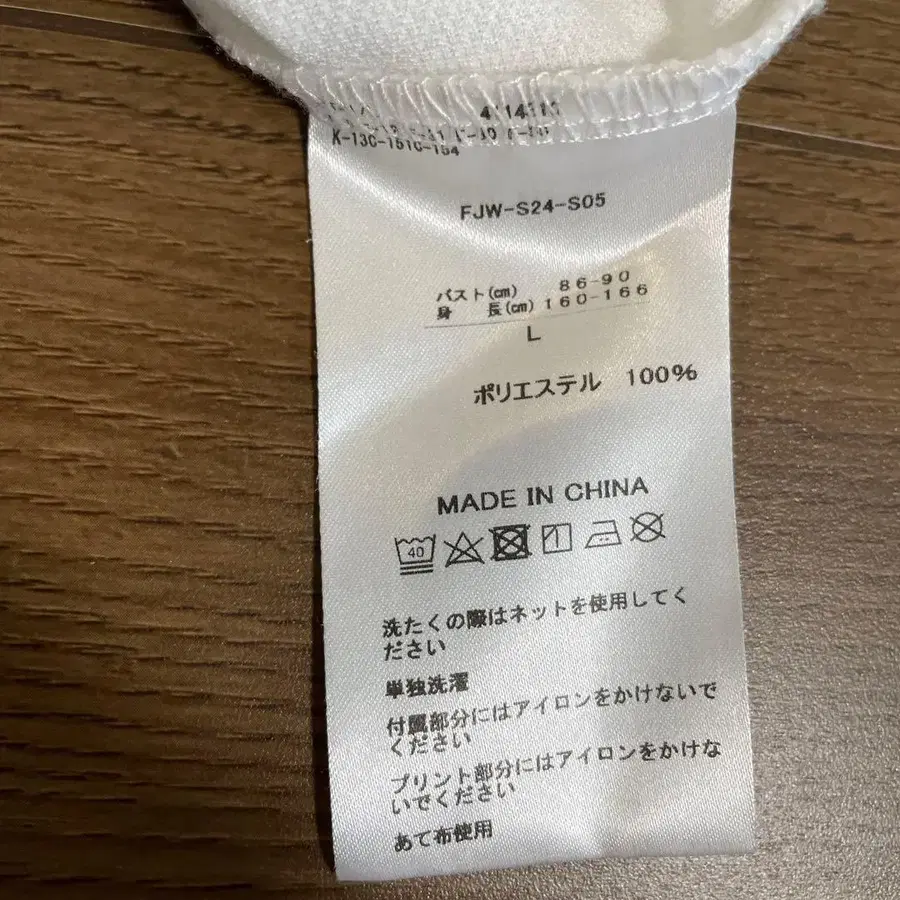 K-13C-151C-154
FJW-S24-S05
バスト(cm) 86-90
身 長(cm) 160-166
L
ポリエステル 100%
MADE IN CHINA
40
洗たくの際はネットを使用してく
ださい
単独洗濯
付属部分にはアイロンをかけないで
ください
プリント部分にはアイロンをかけな
いでください
あて布使用